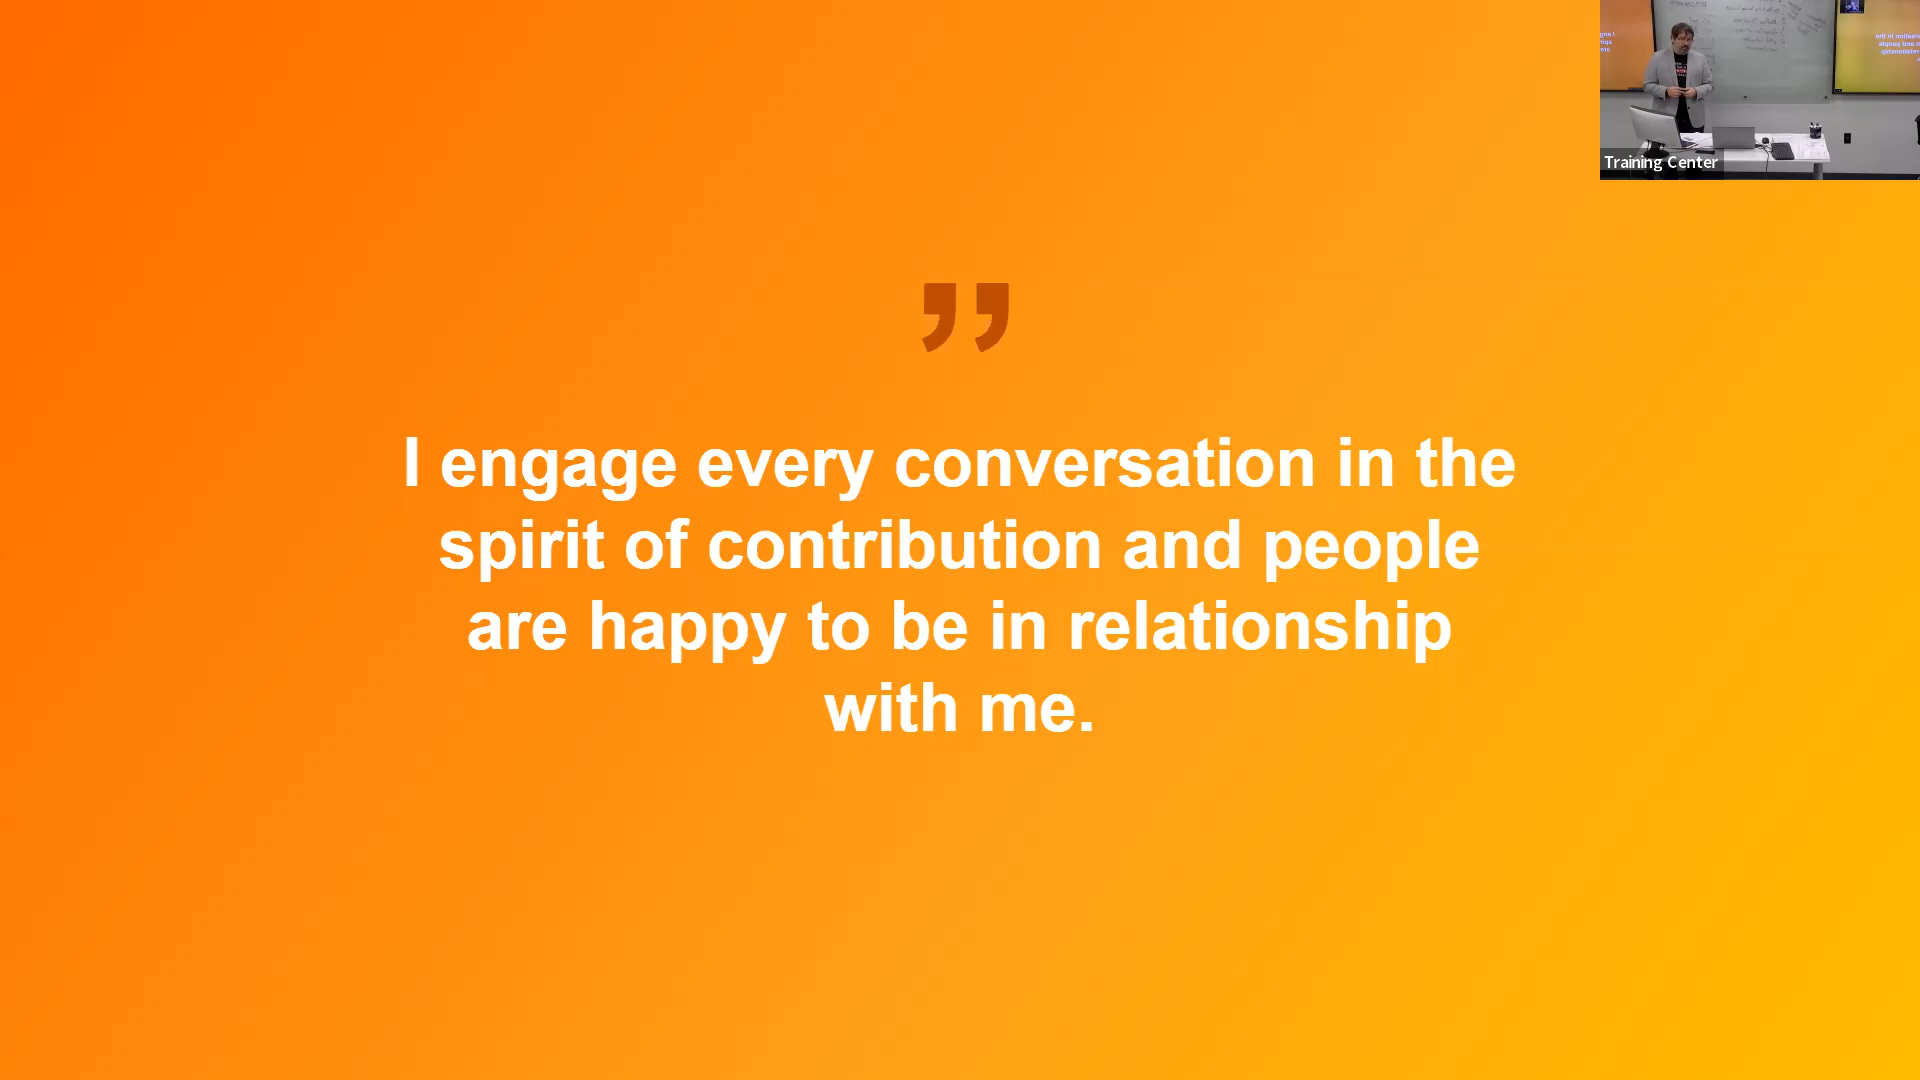 Training Center
”
I engage every conversation in the
spirit of contribution and people
are happy to be in relationship
with me.